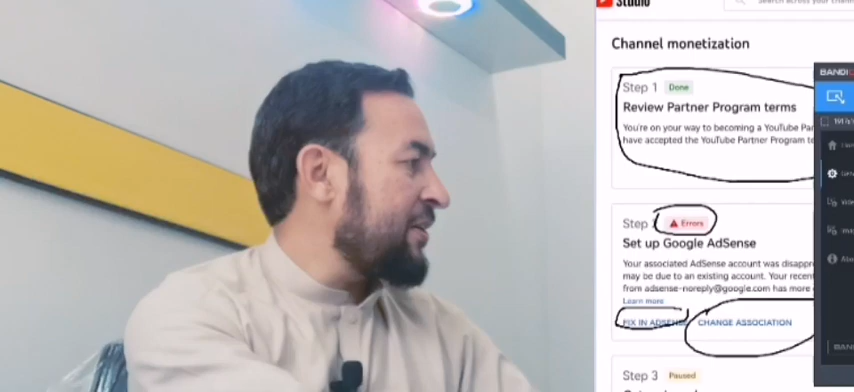 Studio
Channel monetization
Step 1 Done
Review Partner Program terms
You're on your way to becoming a YouTube Par
have accepted the YouTube Partner Program te
Step Errors
Set up Google AdSense
Your associated AdSense account was disappr
may be due to an existing account. Your recen
from adsense-noreply@google.com has more
Learn more
FIX IN ADSENSE CHANGE ASSOCIATION
Step 3 Paused
BANDI
BAN